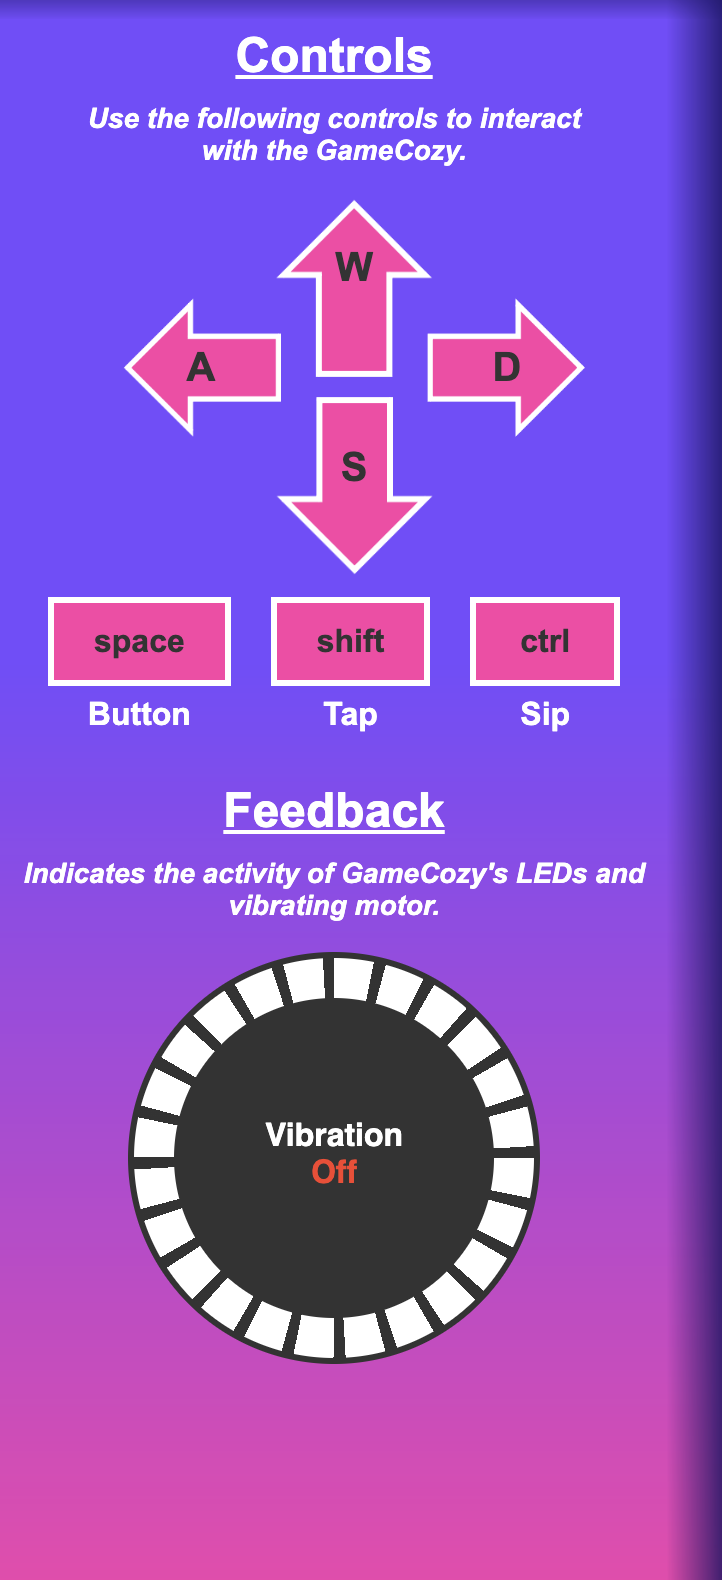 Controls
Use the following controls to interact
with the GameCozy.
W
A
D
S
space
shift
ctrl
Button
Tap
Sip
Feedback
Indicates the activity of GameCozy's LEDs and
vibrating motor.
Vibration
Off